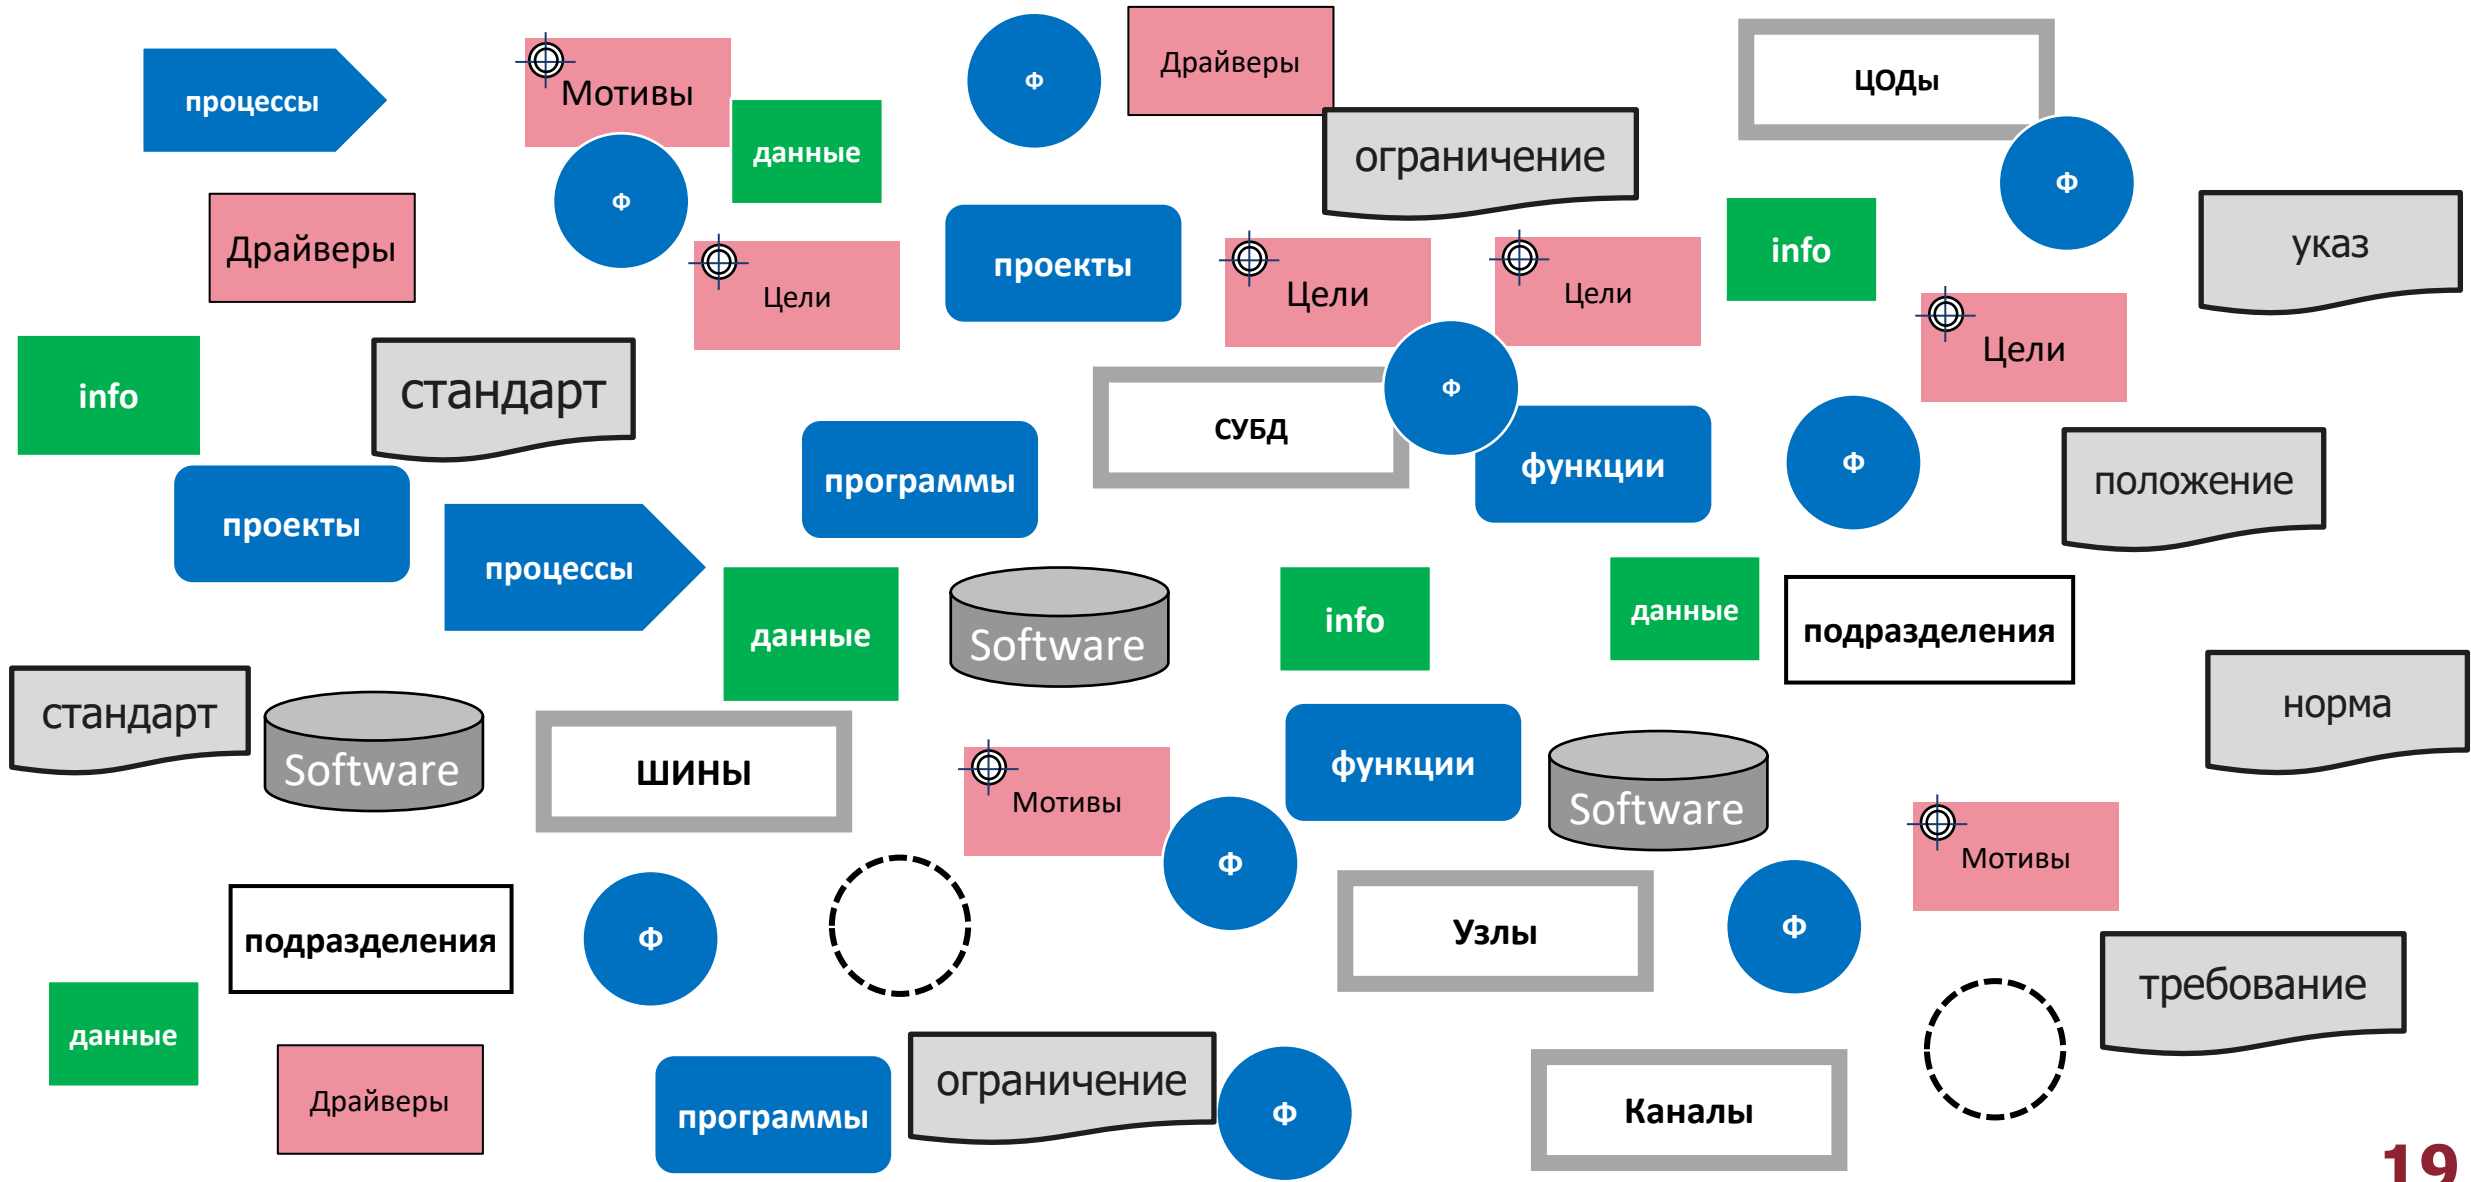 Драйверы
Ф
ЦОДы
Мотивы
процессы
данные
ограничение
Ф
Ф
указ
Драйверы
info
проекты
Цели
Цели
Цели
Цели
стандарт
info
Ф
СУБД
Ф
функции
программы
положение
проекты
процессы
данные
info
данные
подразделения
Software
стандарт
норма
Software
ШИНЫ
функции
Мотивы
Software
Мотивы
Ф
подразделения
Ф
Узлы
Ф
требование
данные
Драйверы
ограничение
программы
Ф
Каналы
19